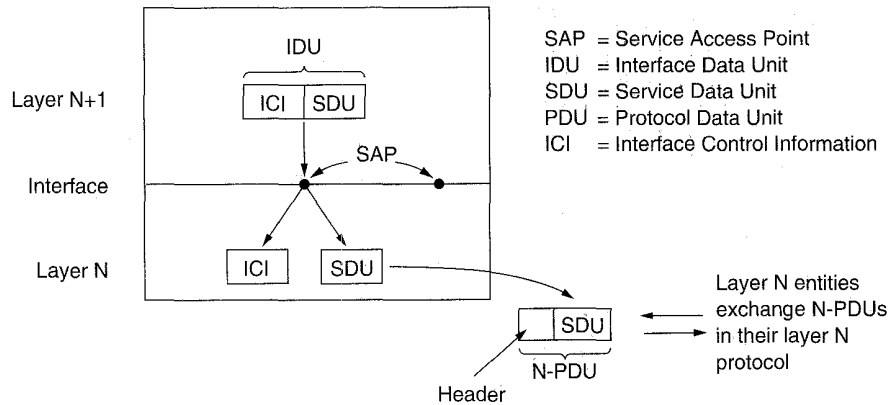 IDU
ICI SDU
Layer N+1
SAP
Interface
ICI SDU
Layer N
SAP = Service Access Point
IDU = Interface Data Unit
SDU = Service Data Unit
PDU = Protocol Data Unit
ICI = Interface Control Information
SDU
N-PDU
Header
Layer N entities
exchange N-PDUs
in their layer N
protocol